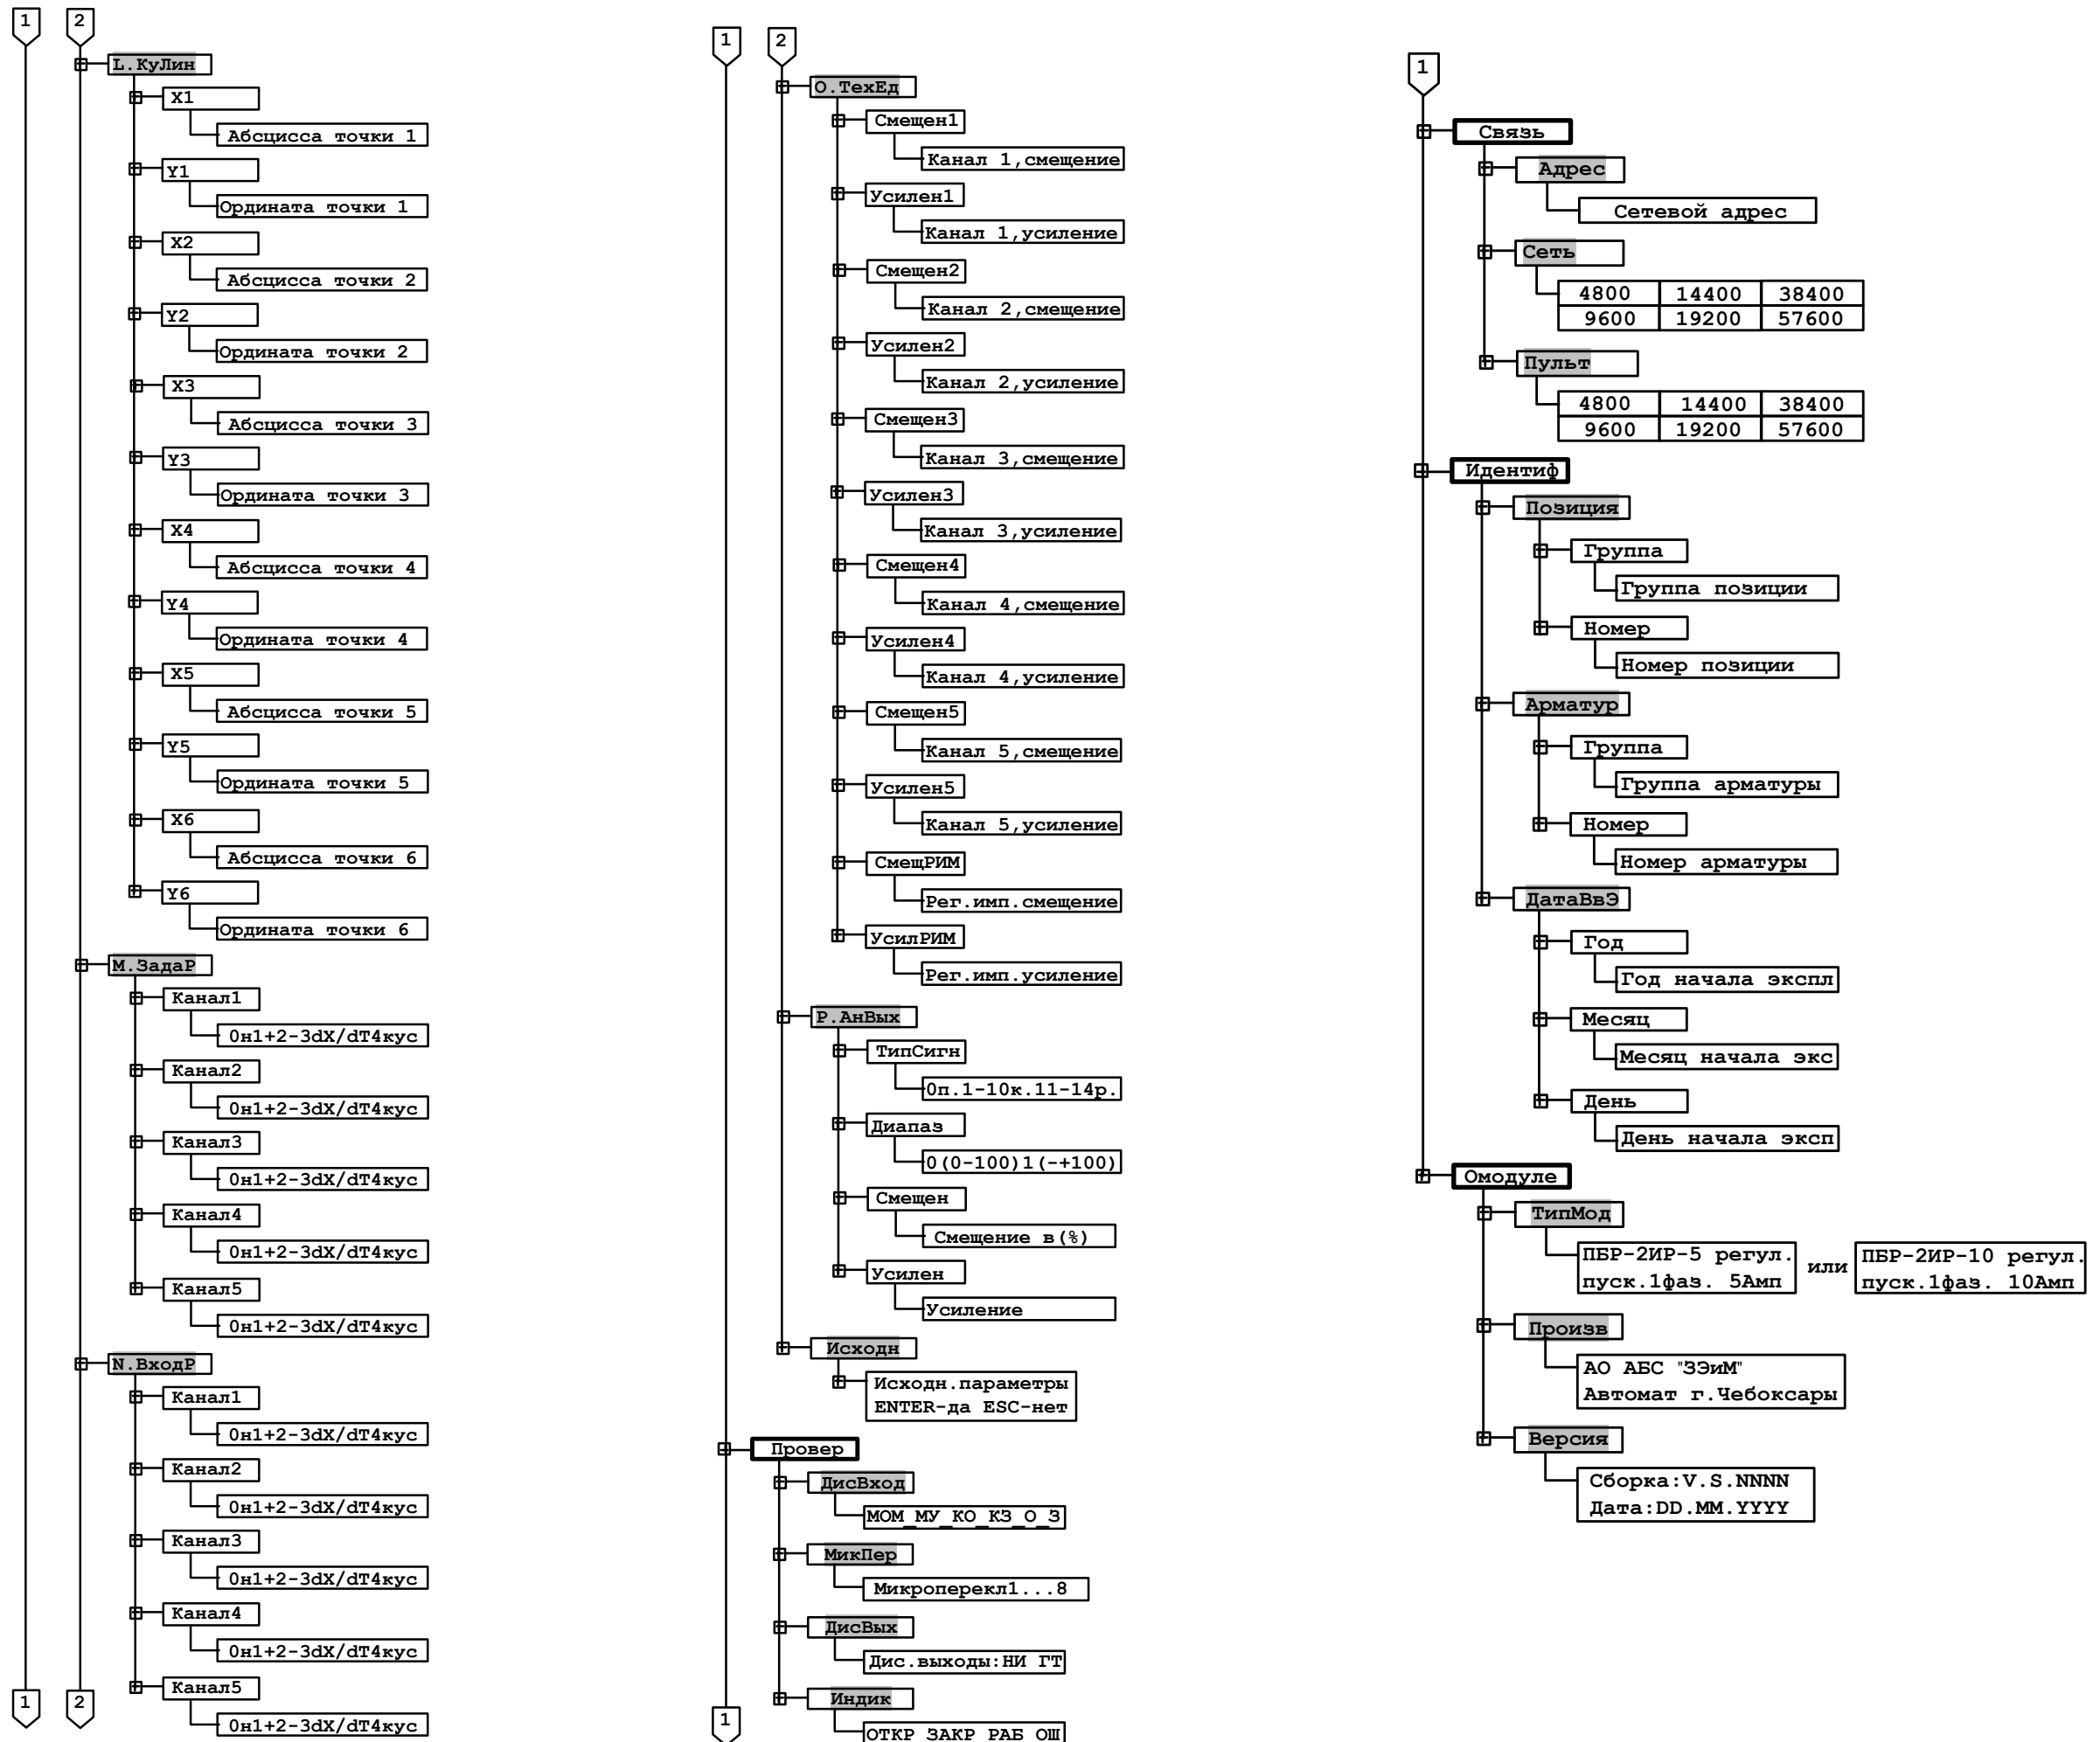 1
2
L.КуЛин
X1
Абсцисса точки 1
Y1
Ордината точки 1
X2
Абсцисса точки 2
Y2
Ордината точки 2
X3
Абсцисса точки 3
Y3
Ордината точки 3
X4
Абсцисса точки 4
Y4
Ордината точки 4
X5
Абсцисса точки 5
Y5
Ордината точки 5
X6
Абсцисса точки 6
Y6
Ордината точки 6
М.ЗадаР
Канал1
0н1+2-3dX/dT4кус
Канал2
0н1+2-3dX/dT4кус
Канал3
0н1+2-3dX/dT4кус
Канал4
0н1+2-3dX/dT4кус
Канал5
0н1+2-3dX/dT4кус
N.ВходР
Канал1
0н1+2-3dX/dT4кус
Канал2
0н1+2-3dX/dT4кус
Канал3
0н1+2-3dX/dT4кус
Канал4
0н1+2-3dX/dT4кус
Канал5
0н1+2-3dX/dT4кус
1
2
1
2
О.ТехЕд
Смещен1
Канал 1,смещение
Усилен1
Канал 1,усиление
Смещен2
Канал 2,смещение
Усилен2
Канал 2,усиление
Смещен3
Канал 3,смещение
Усилен3
Канал 3,усиление
Смещен4
Канал 4,смещение
Усилен4
Канал 4,усиление
Смещен5
Канал 5,смещение
Усилен5
Канал 5,усиление
СмещРИМ
Рег.имп.смещение
УсилРИМ
Рег.имп.усиление
Р.АнВых
ТипСигн
0п.1-10к.11-14р.
Диапаз
0(0-100)1(-+100)
Смещен
Смещение в(%)
Усилен
Усиление
Исходн
Исходн.параметры
ENTER-да ESC-нет
Провер
ДисВход
МОМ_МУ_КО_КЗ_О_З
МикПер
Микроперекл1...8
ДисВых
Дис.выходы:НИ ГТ
Индик
ОТКР ЗАКР РАБ ОШ
1
1
Связь
Адрес
Сетевой адрес
Сеть
4800 14400 38400
9600 19200 57600
Пульт
4800 14400 38400
9600 19200 57600
Идентиф
Позиция
Группа
Группа позиции
Номер
Номер позиции
Арматур
Группа
Группа арматуры
Номер
Номер арматуры
ДатаВвЭ
Год
Год начала экспл
Месяц
Месяц начала экс
День
День начала эксп
Омодуле
ТипМод
ПБР-2ИР-5 регул.
пуск.1фаз. 5Амп
или
ПБР-2ИР-10 регул.
пуск.1фаз. 10Амп
Произв
АО АБС "ЗЭиМ"
Автомат г.Чебоксары
Версия
Сборка:V.S.NNNN
Дата:DD.MM.YYYY